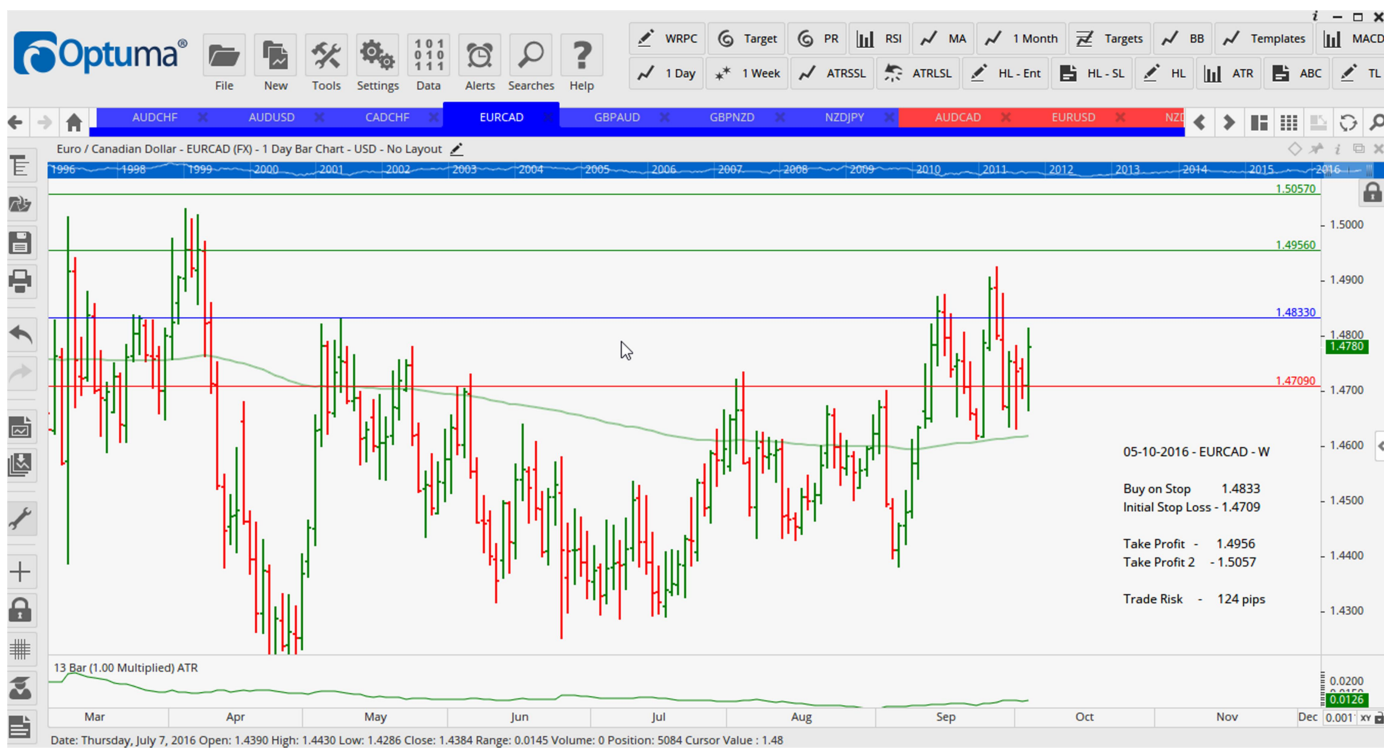 Optuma®
File
New
Tools
Settings
101
010
111
Data
Alerts
Searches
Help
WRPC Target PR RSI MA 1 Month Targets BB Templates MACD
1 Day 1 Week ATRSSL ATRLSL HL - Ent HL - SL HL ATR ABC TL
AUDCHF AUDUSD CADCHF EURCAD GBPAUD GBPNZD NZDJPY AUDCAD EURUSD
Euro / Canadian Dollar - EURCAD (FX) - 1 Day Bar Chart - USD - No Layout
1996 1998 1999 2000 2001 2002 2003 2004 2005 2006 2007 2008 2009 2010 2011 2012 2013 2014 2015 2016
1.50570
1.5000
1.49560
1.4900
1.48330
1.4800
1.4780
1.47090
1.4700
1.4600
05-10-2016 - EURCAD - W
Buy on Stop 1.4833
1.4500
Initial Stop Loss - 1.4709
Take Profit - 1.4956
1.4400
Take Profit 2 - 1.5057
Trade Risk - 124 pips
1.4300
13 Bar (1.00 Multiplied) ATR
0.0200
0.0126
Mar Apr May Jun Jul Aug Sep Oct Nov Dec 0.001 XY
Date: Thursday, July 7, 2016 Open: 1.4390 High: 1.4430 Low: 1.4286 Close: 1.4384 Range: 0.0145 Volume: 0 Position: 5084 Cursor Value : 1.48